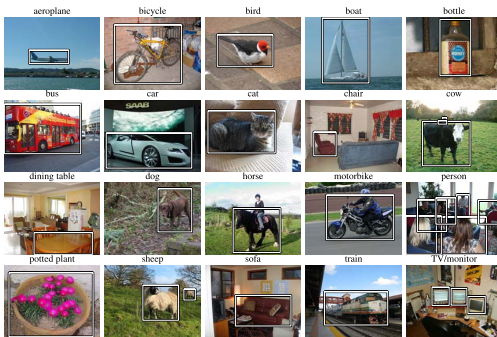 aeroplane bicycle bird boat bottle
bus car cat chair cow
SAAB
dining table dog horse motorbike person
potted plant sheep sofa train TV/monitor